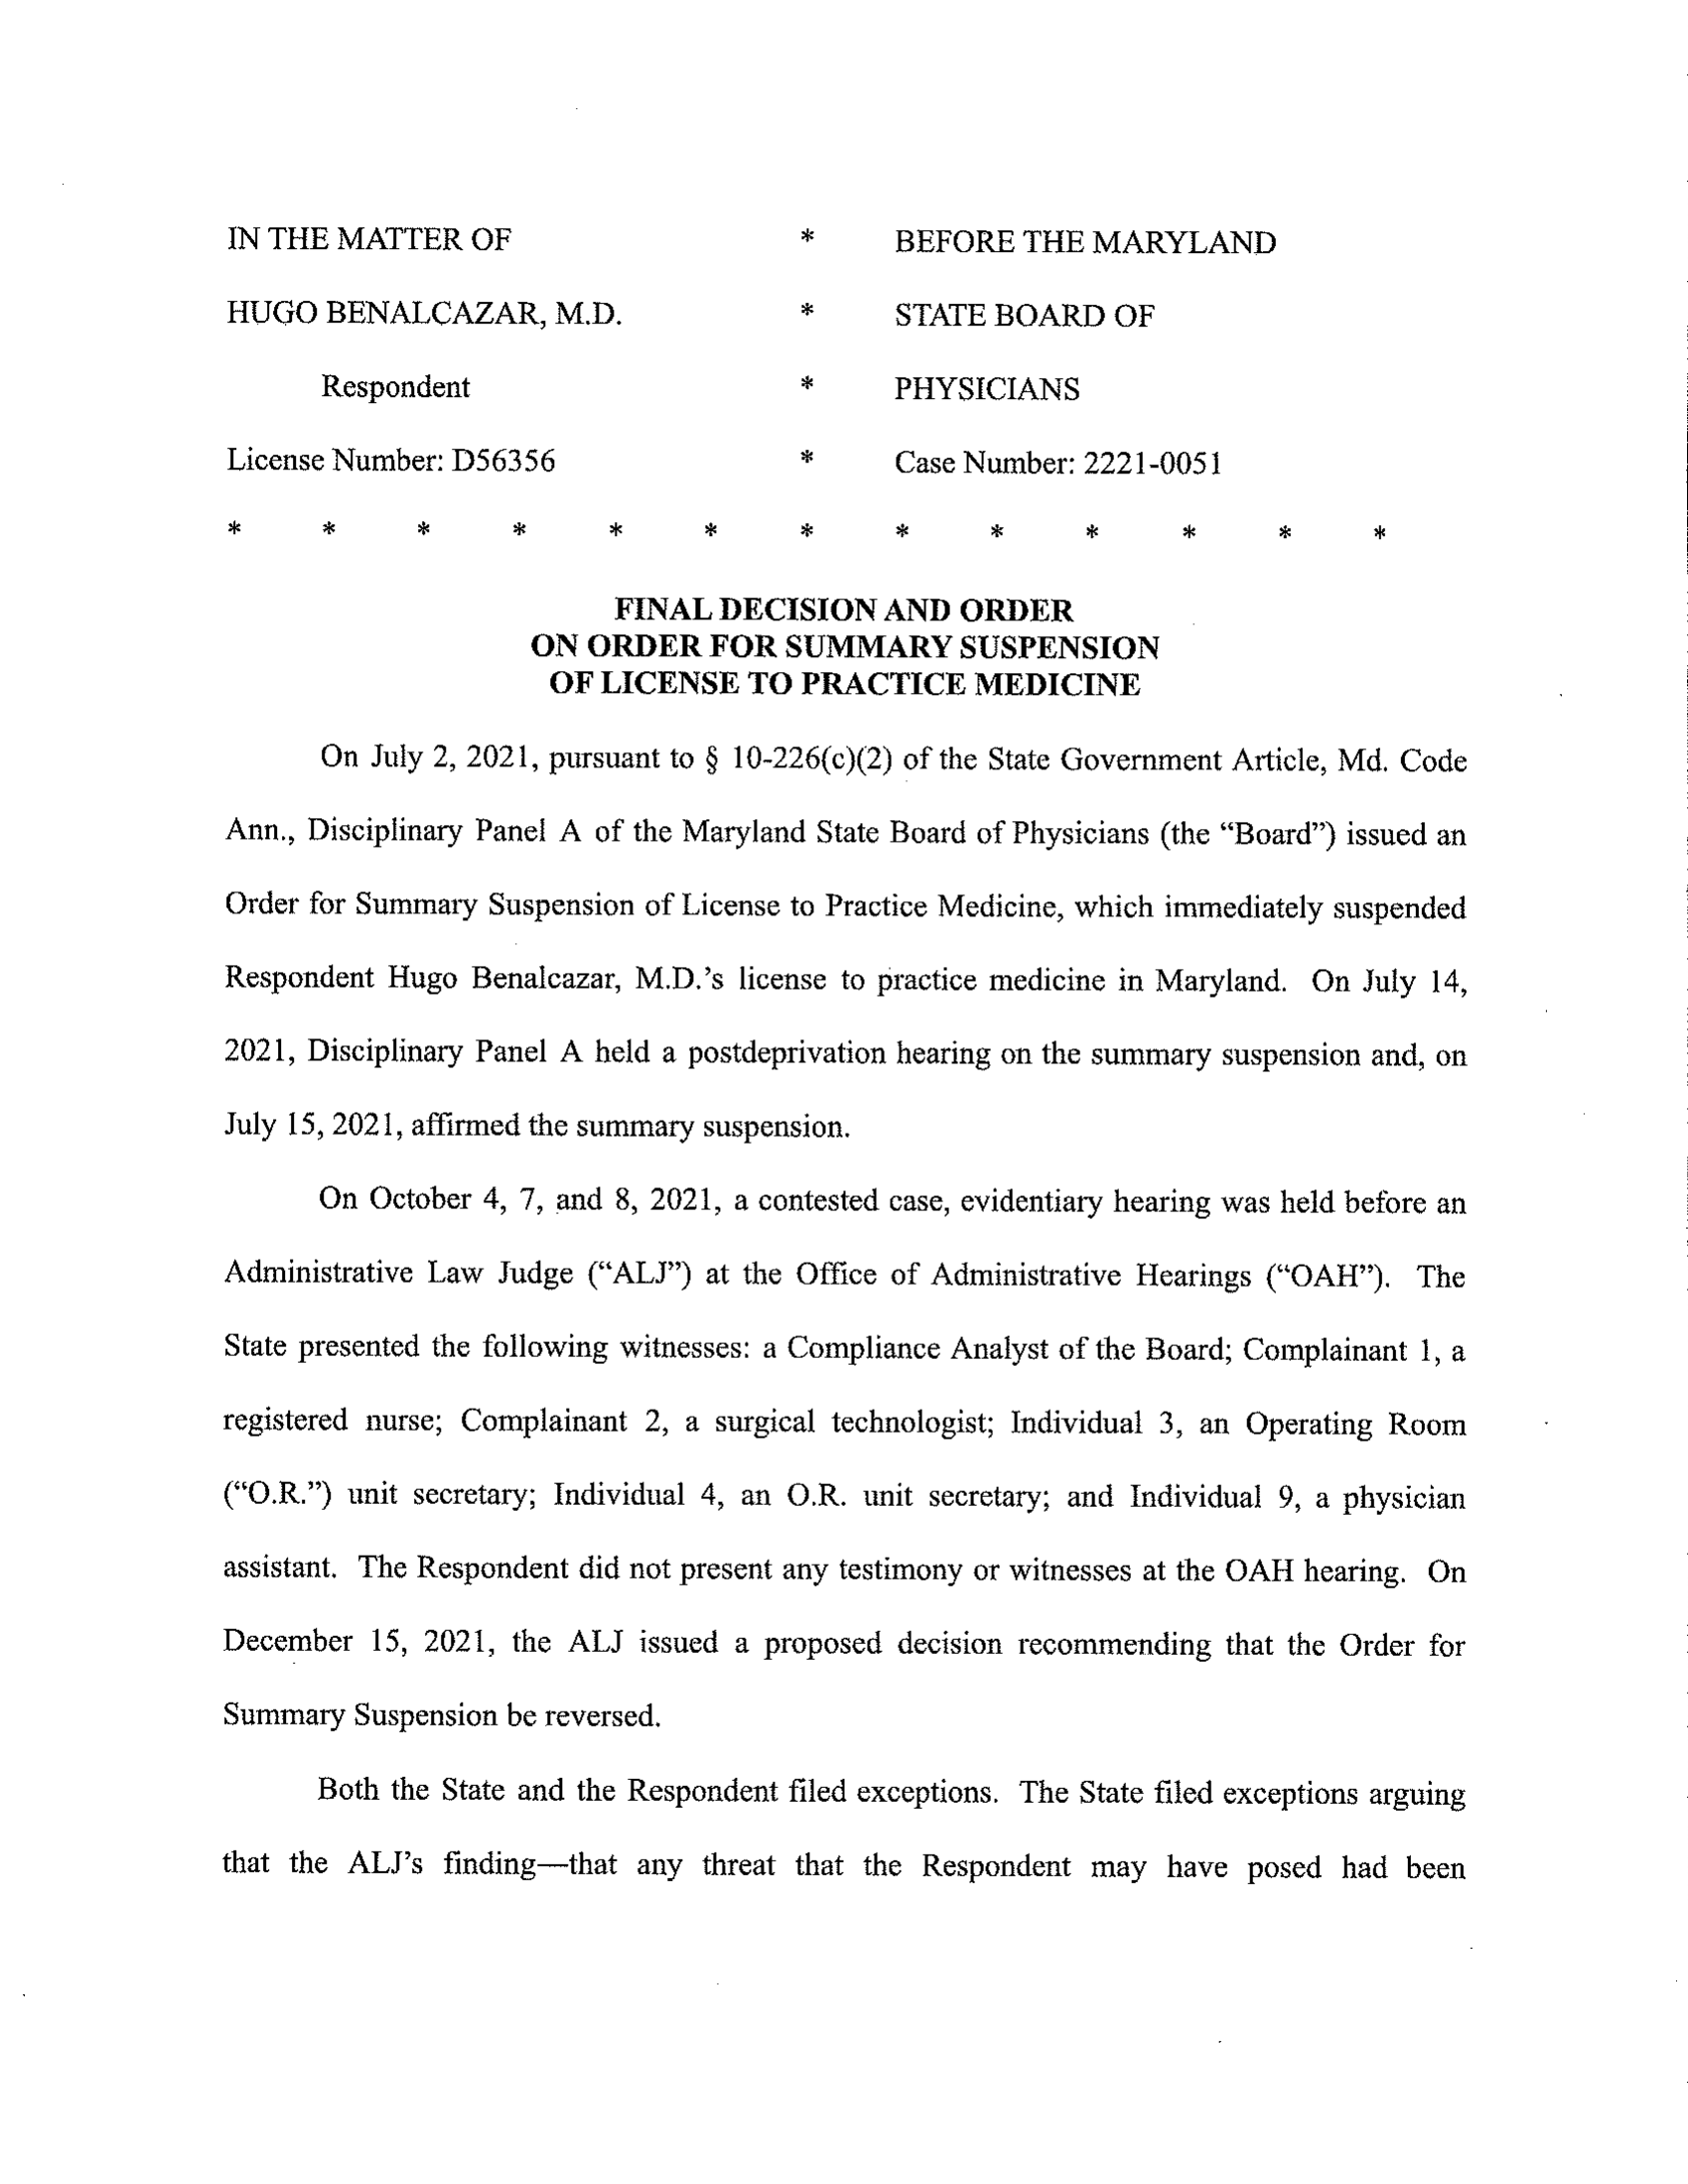 IN THE MATTER OF * BEFORE THE MARYLAND
HUGO BENALCAZAR, M.D. * STATE BOARD OF
Respondent * PHYSICIANS
License Number: D56356 * Case Number: 2221-0051
* * * * * * * * * * * * *
FINAL DECISION AND ORDER
ON ORDER FOR SUMMARY SUSPENSION
OF LICENSE TO PRACTICE MEDICINE
On July 2, 2021, pursuant to § 10-226(c)(2) of the State Government Article, Md. Code
Ann., Disciplinary Panel A of the Maryland State Board of Physicians (the “Board”) issued an
Order for Summary Suspension of License to Practice Medicine, which immediately suspended
Respondent Hugo Benalcazar, M.D.’s license to practice medicine in Maryland. On July 14,
2021, Disciplinary Panel A held a postdeprivation hearing on the summary suspension and, on
July 15, 2021, affirmed the summary suspension.
On October 4, 7, and 8, 2021, a contested case, evidentiary hearing was held before an
Administrative Law Judge (“ALJ”) at the Office of Administrative Hearings (“OAH”). The
State presented the following witnesses: a Compliance Analyst of the Board; Complainant 1, a
registered nurse; Complainant 2, a surgical technologist; Individual 3, an Operating Room
(“O.R.”) unit secretary; Individual 4, an O.R. unit secretary; and Individual 9, a physician
assistant. The Respondent did not present any testimony or witnesses at the OAH hearing. On
December 15, 2021, the ALJ issued a proposed decision recommending that the Order for
Summary Suspension be reversed.
Both the State and the Respondent filed exceptions. The State filed exceptions arguing
that the ALJ’s finding—that any threat that the Respondent may have posed had been